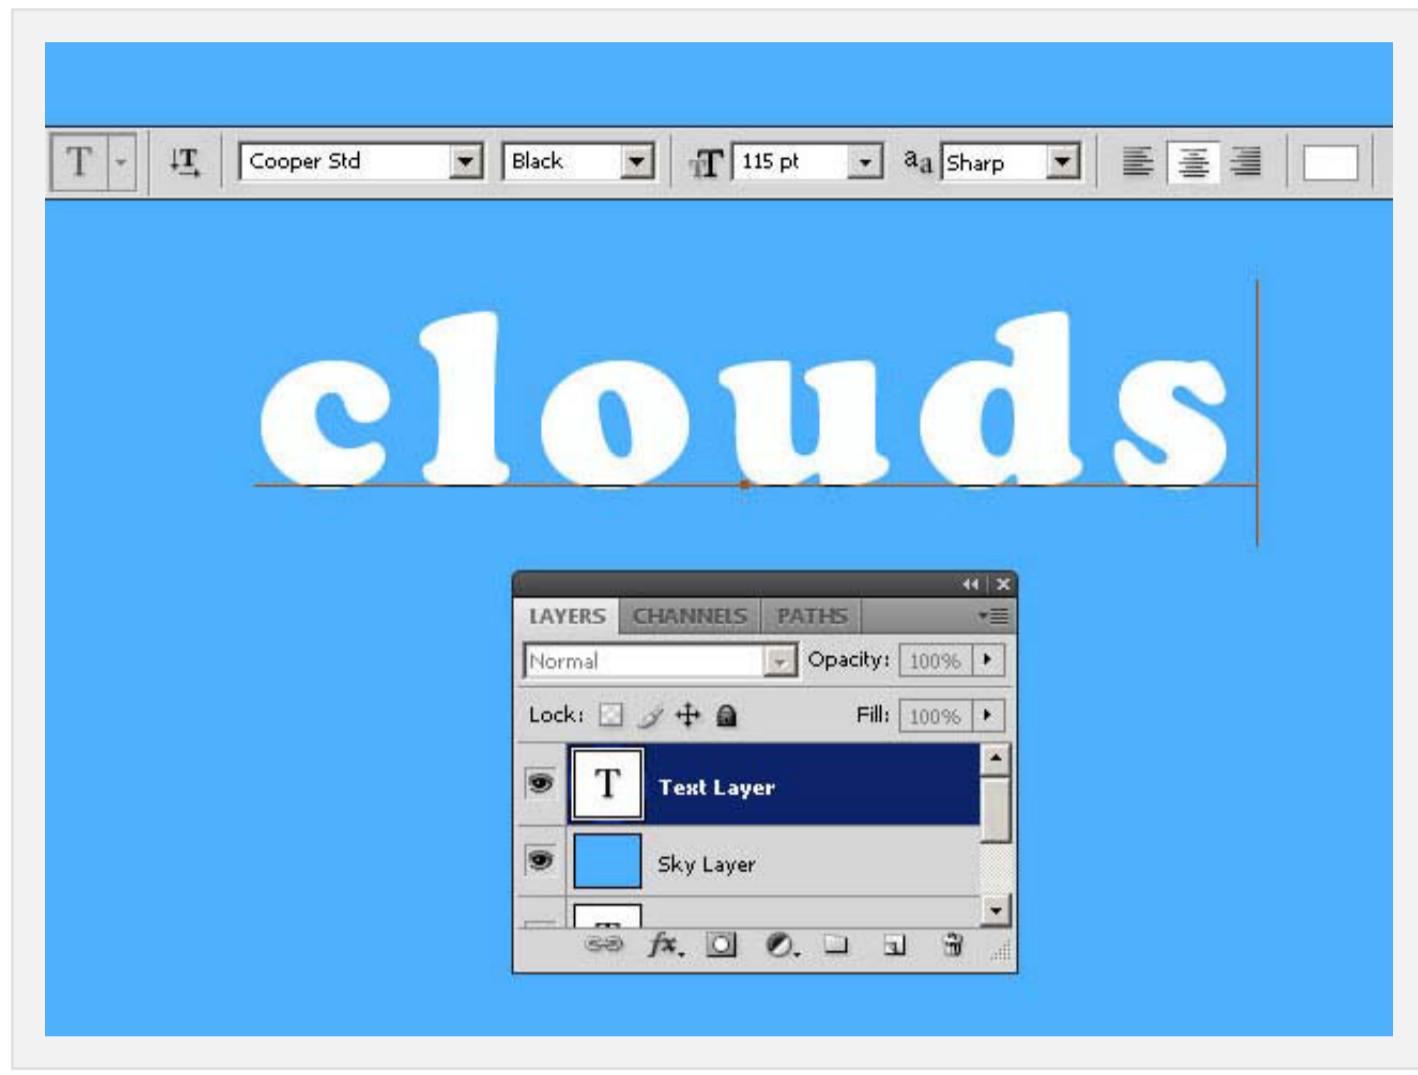 T T Cooper Std Black TT 115 pt aa Sharp
clouds
LAYERS CHANNELS PATHS
Normal Opacity: 100%
Lock: Fill: 100%
T Text Layer
Sky Layer
fx